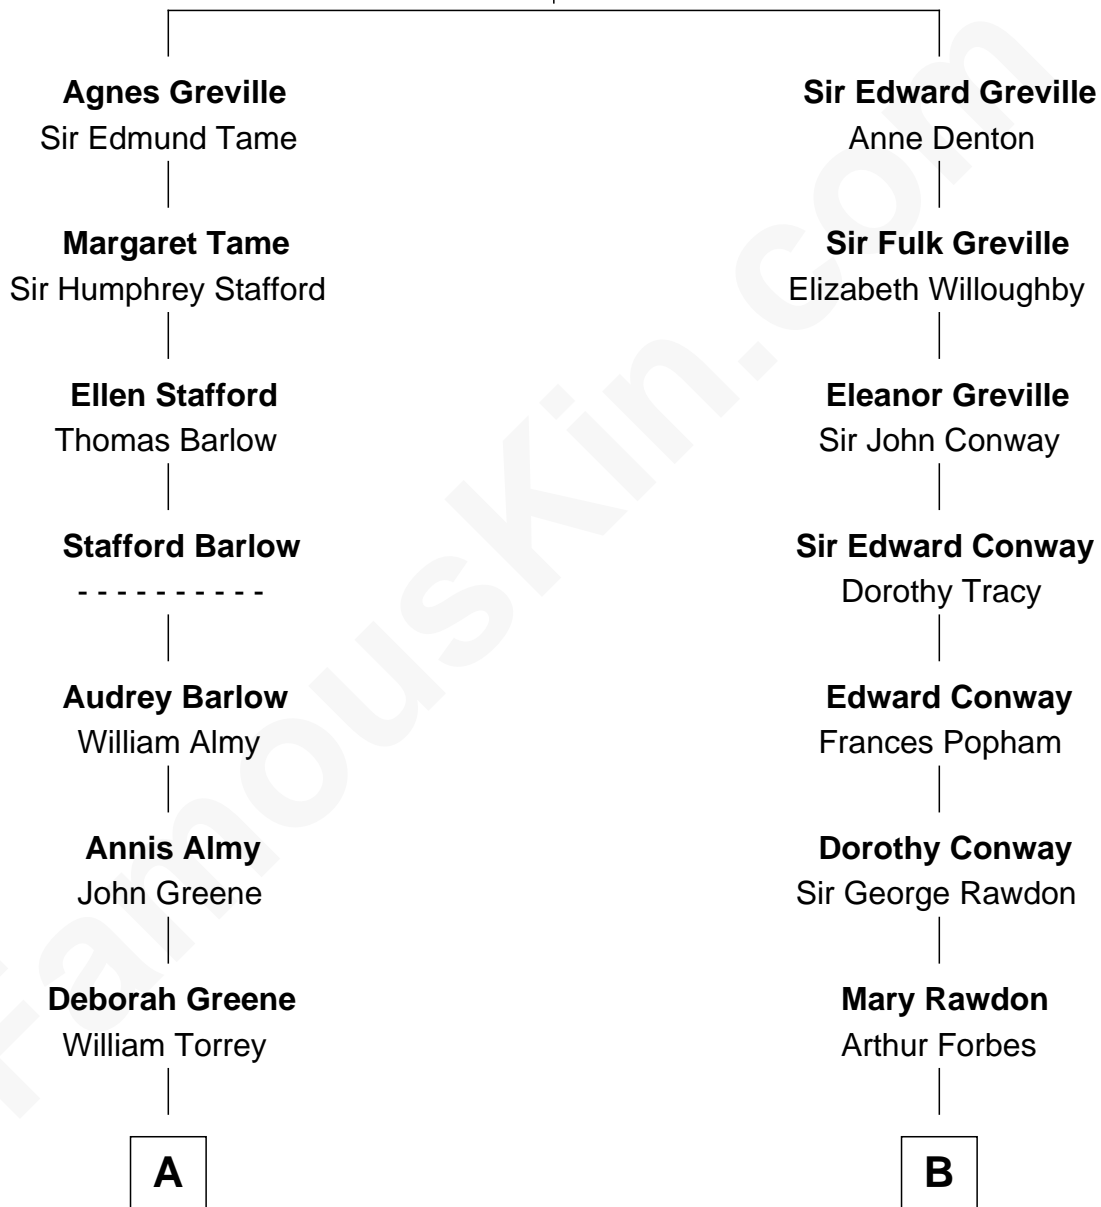 Agnes Greville
Sir Edmund Tame
Margaret Tame
Sir Humphrey Stafford
Ellen Stafford
Thomas Barlow
Stafford Barlow
- - - - - - - - - -
Audrey Barlow
William Almy
Annis Almy
John Greene
Deborah Greene
William Torrey
A
Sir Edward Greville
Anne Denton
Sir Fulk Greville
Elizabeth Willoughby
Eleanor Greville
Sir John Conway
Sir Edward Conway
Dorothy Tracy
Edward Conway
Frances Popham
Dorothy Conway
Sir George Rawdon
Mary Rawdon
Arthur Forbes
B
FamousKin.com